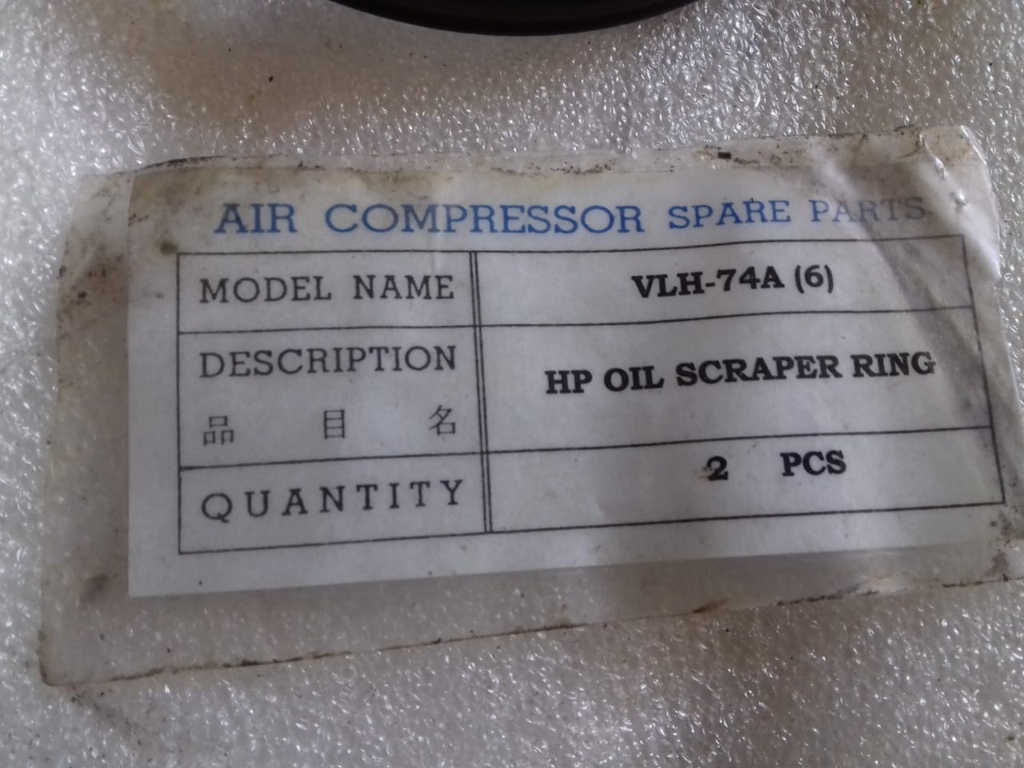 AIR COMPRESSOR SPARE PARTS
MODEL NAME VLH-74A (6)
DESCRIPTION HP OIL SCRAPER RING
品 目 名
QUANTITY 2 PCS